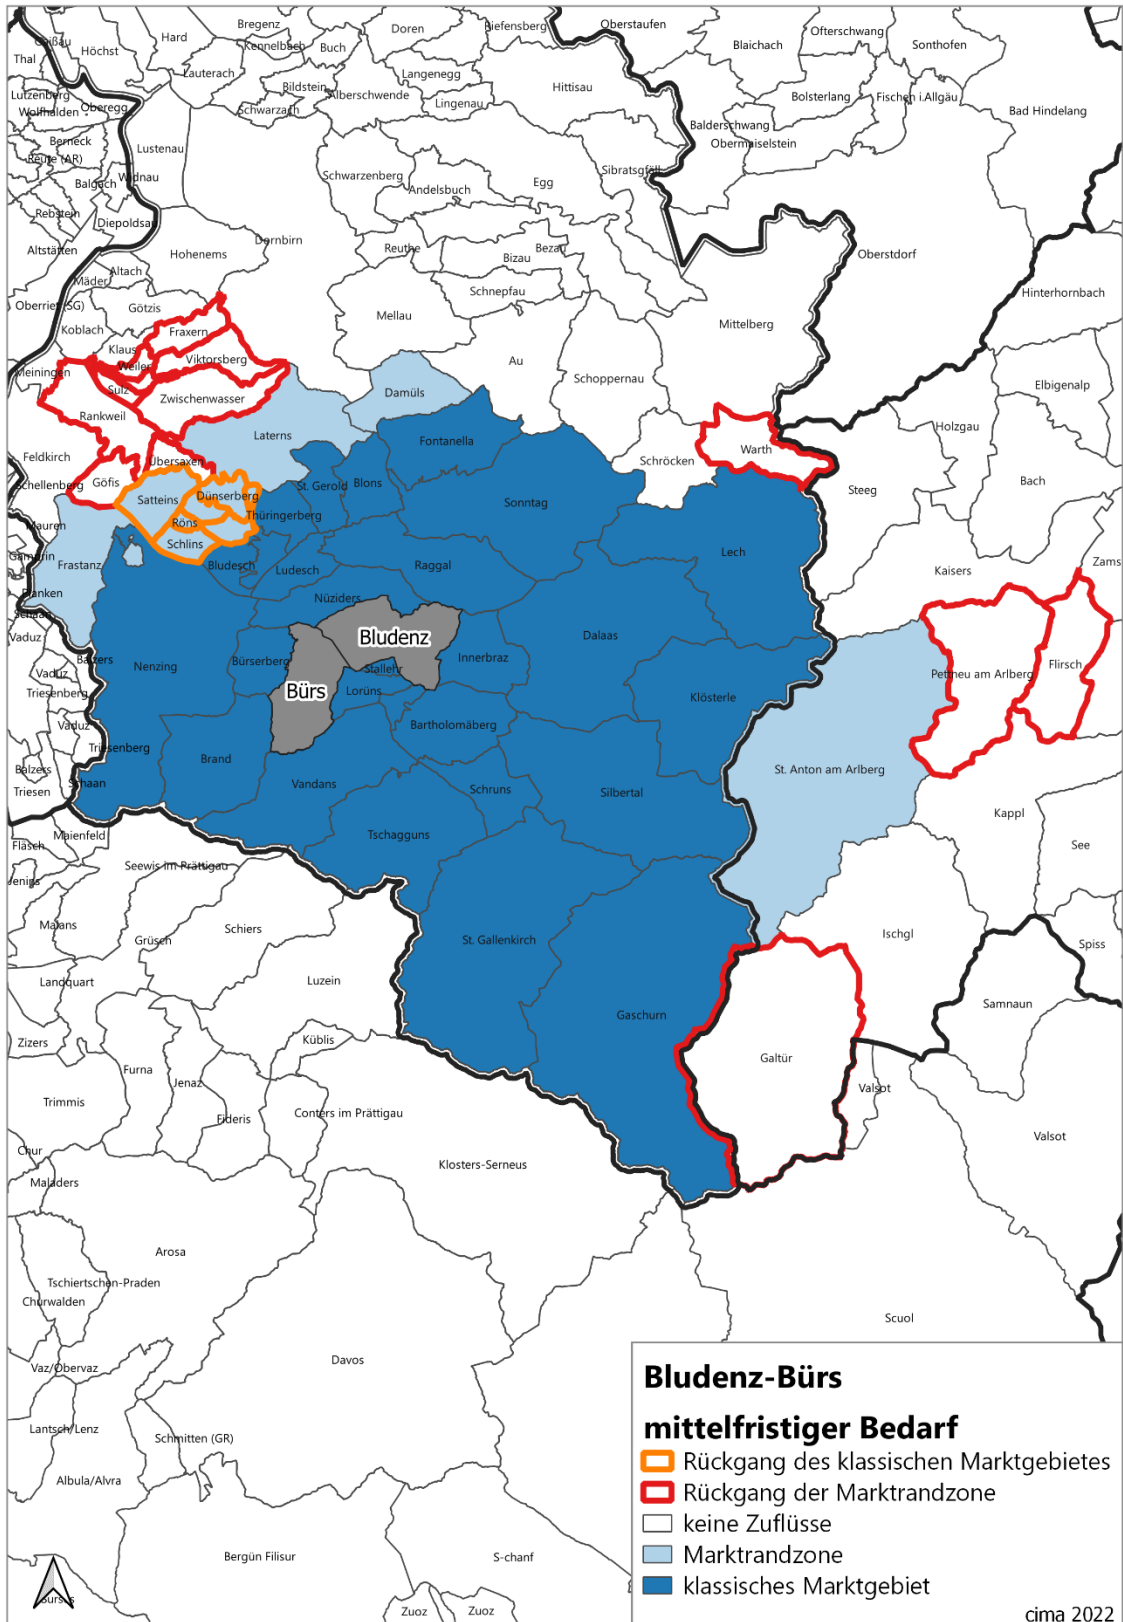 Bregenz
Doren
Riefensberg
Oberstaufen
Ofterschwang
Gaißau
Höchst
Hard
Kennelbach
Buch
Blaichach
Sonthofen
Thal
Lauterach
Langenegg
Hittisau
Bildstein
Alberschwende
Lingenau
Bolsterlang
Fischen i.Allgäu
Lutzenberg
Wolfhalden
Oberegg
Schwarzach
Bad Hindelang
Berneck
Lustenau
Balderschwang
Obermaiselstein
Reute (AR)
Widnau
Schwarzenberg
Sibratsgfäll
Balgach
Andelsbuch
Egg
Rebstein
Diepoldsau
Altstätten
Hohenems
Dornbirn
Reuthe
Bezau
Bizau
Oberstdorf
Altach
Mäder
Schnepfau
Hinterhornbach
Oberriet (SG)
Götzis
Mellau
Mittelberg
Koblach
Fraxern
Klaus
Weiler
Viktorsberg
Au
Meiningen
Schoppernau
Elbigenalp
Sulz
Zwischenwasser
Damüls
Rankweil
Holzgau
Laterns
Fontanella
Warth
Feldkirch
Übersaxen
Schröcken
Schellenberg
Göfis
St. Gerold
Blons
Steeg
Bach
Satteins
Dünserberg
Sonntag
Thüringerberg
Mauren
Röns
Schlins
Lech
Gamprin
Frastanz
Bludesch
Ludesch
Raggal
Kaisers
Zams
Planken
Nüziders
Schaan
Vaduz
Bludenz
Dalaas
Balzers
Nenzing
Bürserberg
Stallehr
Innerbraz
Flirsch
Vaduz
Pettneu am Arlberg
Triesenberg
Bürs
Lorüns
Klösterle
Vaduz
Bartholomäberg
Triesenberg
Brand
Balzers
St. Anton am Arlberg
Triesen
Schaan
Vandans
Schruns
Silbertal
Kappl
Maienfeld
Tschagguns
Fläsch
See
Seewis im Prättigau
Jenins
Malans
Schiers
Grüsch
St. Gallenkirch
Ischgl
Spiss
Landquart
Luzein
Samnaun
Gaschurn
Zizers
Küblis
Furna
Galtür
Jenaz
Valsot
Trimmis
Fideris
Conters im Prättigau
Valsot
Chur
Klosters-Serneus
Maladers
Arosa
Tschiertschen-Praden
Churwalden
Scuol
Davos
Vaz/Obervaz
Lantsch/Lenz
Schmitten (GR)
Albula/Alvra
Bergün Filisur
S-chanf
Zuoz
Zuoz
Bludenz-Bürs
mittelfristiger Bedarf
Rückgang des klassischen Marktgebietes
Rückgang der Marktrandzone
keine Zuflüsse
Marktrandzone
klassisches Marktgebiet
cima 2022